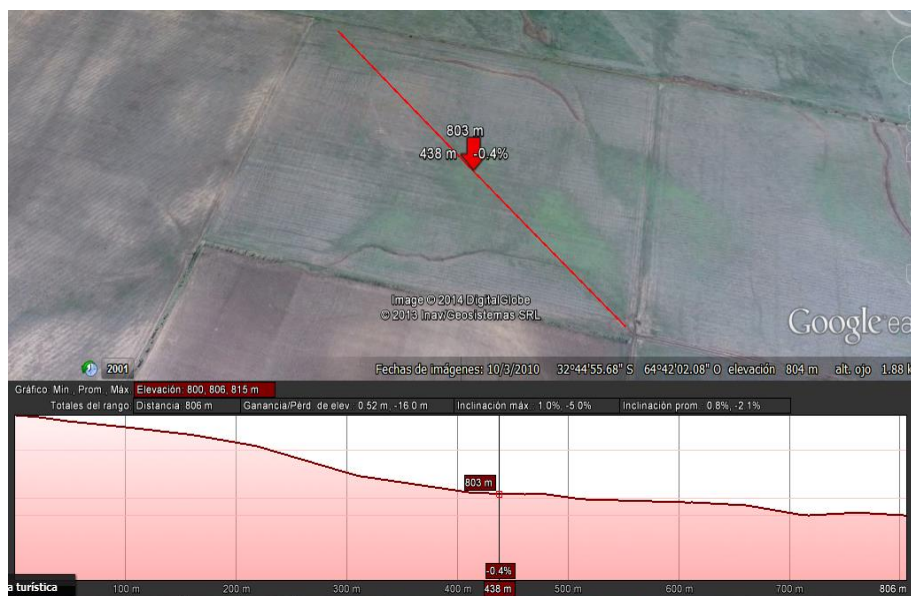 803 m
438 m -0.4%
Image © 2014 DigitalGlobe
© 2013 Inav/Geosistemas SRL
Google ea
2001
Fechas de imágenes: 10/3/2010 32°44'55.68" S 64°42'02.08" O elevación 804 m alt. ojo 1.88 k
Gráfico: Mín., Prom., Máx. Elevación: 800, 806, 815 m
Totales del rango: Distancia: 806 m Ganancia/Pérd. de elev.: 0.52 m, -16.0 m Inclinación máx.: 1.0%, -5.0% Inclinación prom.: 0.8%, -2.1%
803 m
-0.4%
a turística 100 m 200 m 300 m 400 m 438 m 500 m 600 m 700 m 806 m